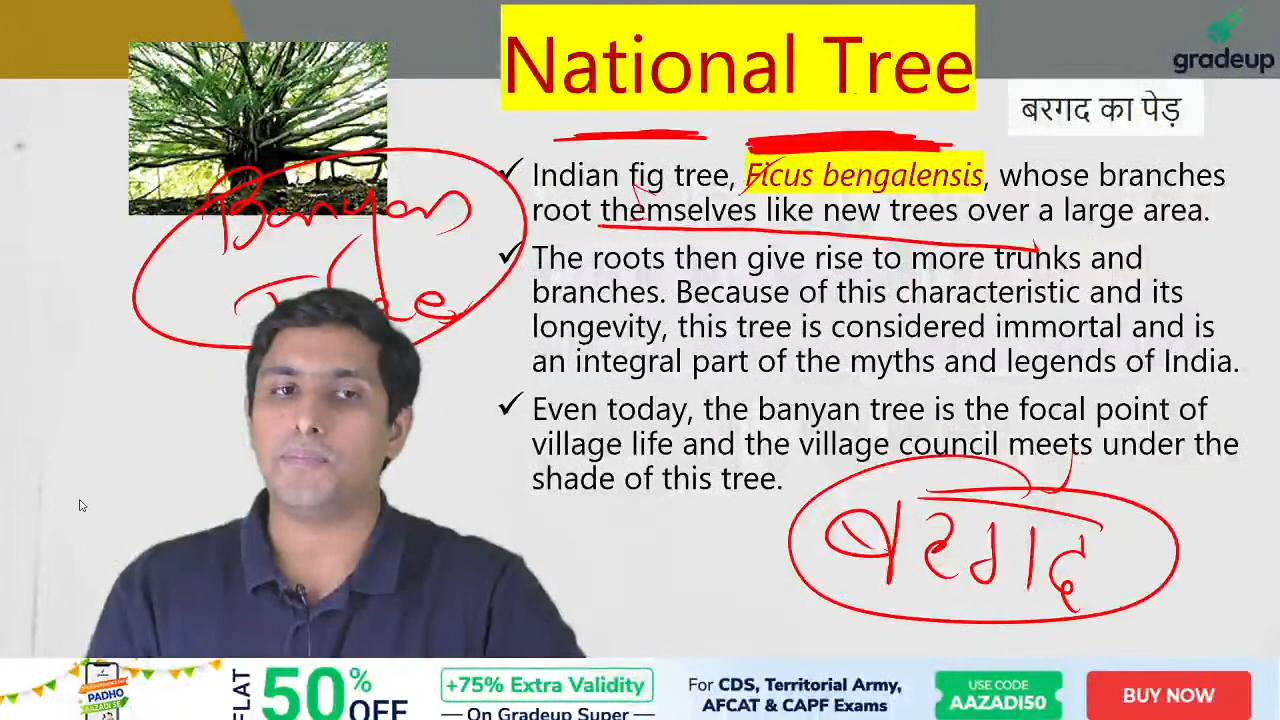 National Tree
gradeup
बरगद का पेड़
✓ Indian fig tree, Ficus bengalensis, whose branches
root themselves like new trees over a large area.
✓ The roots then give rise to more trunks and
branches. Because of this characteristic and its
longevity, this tree is considered immortal and is
an integral part of the myths and legends of India.
✓ Even today, the banyan tree is the focal point of
village life and the village council meets under the
shade of this tree.
Banyan
बरगद
PADHO
AAZADI SE
FLAT
50% OFF
+75% Extra Validity
On Gradeup Super
For CDS, Territorial Army,
AFCAT & CAPF Exams
USE CODE
AAZADI50
BUY NOW